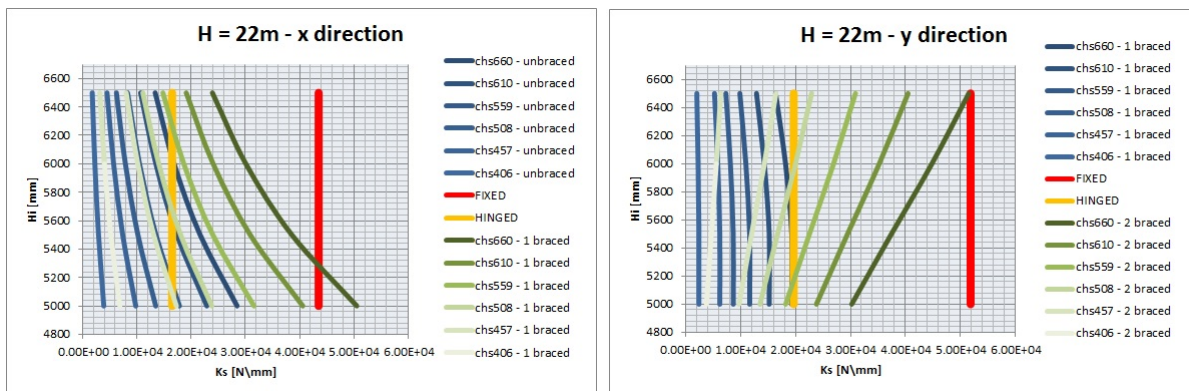 H = 22m - x direction
Hi [mm]
6600
6400
6200
6000
5800
5600
5400
5200
5000
4800
0.00E+00 1.00E+04 2.00E+04 3.00E+04 4.00E+04 5.00E+04 6.00E+04
Ks [N\mm]
chs660 - unbraced
chs610 - unbraced
chs559 - unbraced
chs508 - unbraced
chs457 - unbraced
chs406 - unbraced
FIXED
HINGED
chs660 - 1 braced
chs610 - 1 braced
chs559 - 1 braced
chs508 - 1 braced
chs457 - 1 braced
chs406 - 1 braced
H = 22m - y direction
Hi [mm]
6600
6400
6200
6000
5800
5600
5400
5200
5000
4800
0.00E+00 1.00E+04 2.00E+04 3.00E+04 4.00E+04 5.00E+04 6.00E+04
Ks [N\mm]
chs660 - 1 braced
chs610 - 1 braced
chs559 - 1 braced
chs508 - 1 braced
chs457 - 1 braced
chs406 - 1 braced
FIXED
HINGED
chs660 - 2 braced
chs610 - 2 braced
chs559 - 2 braced
chs508 - 2 braced
chs457 - 2 braced
chs406 - 2 braced